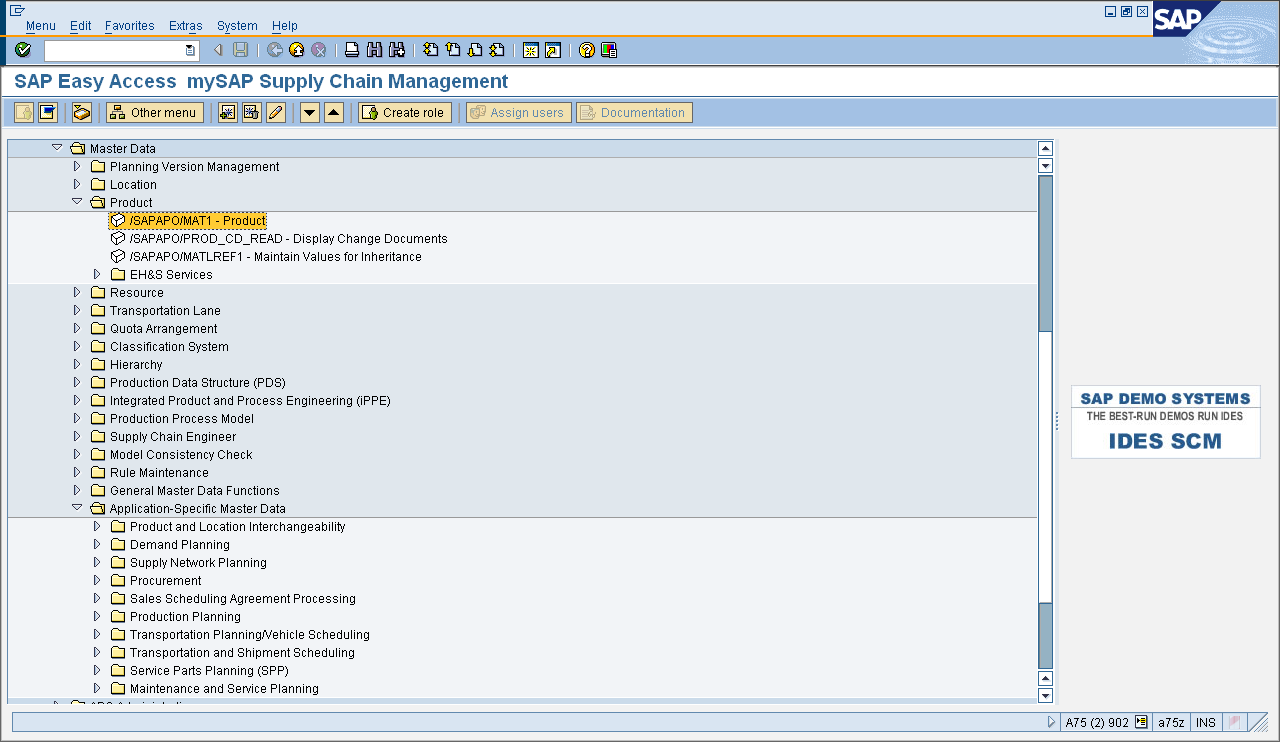 Menu Edit Favorites Extras System Help
SAP
SAP Easy Access mySAP Supply Chain Management
Other menu Create role Assign users Documentation
Master Data
Planning Version Management
Location
Product
/SAPAPO/MAT1 - Product
/SAPAPO/PROD_CD_READ - Display Change Documents
/SAPAPO/MATLREF1 - Maintain Values for Inheritance
EH&S Services
Resource
Transportation Lane
Quota Arrangement
Classification System
Hierarchy
Production Data Structure (PDS)
Integrated Product and Process Engineering (iPPE)
Production Process Model
Supply Chain Engineer
Model Consistency Check
Rule Maintenance
General Master Data Functions
Application-Specific Master Data
Product and Location Interchangeability
Demand Planning
Supply Network Planning
Procurement
Sales Scheduling Agreement Processing
Production Planning
Transportation Planning/Vehicle Scheduling
Transportation and Shipment Scheduling
Service Parts Planning (SPP)
Maintenance and Service Planning
SAP DEMO SYSTEMS
THE BEST-RUN DEMOS RUN IDES
IDES SCM
A75 (2) 902 a75z INS